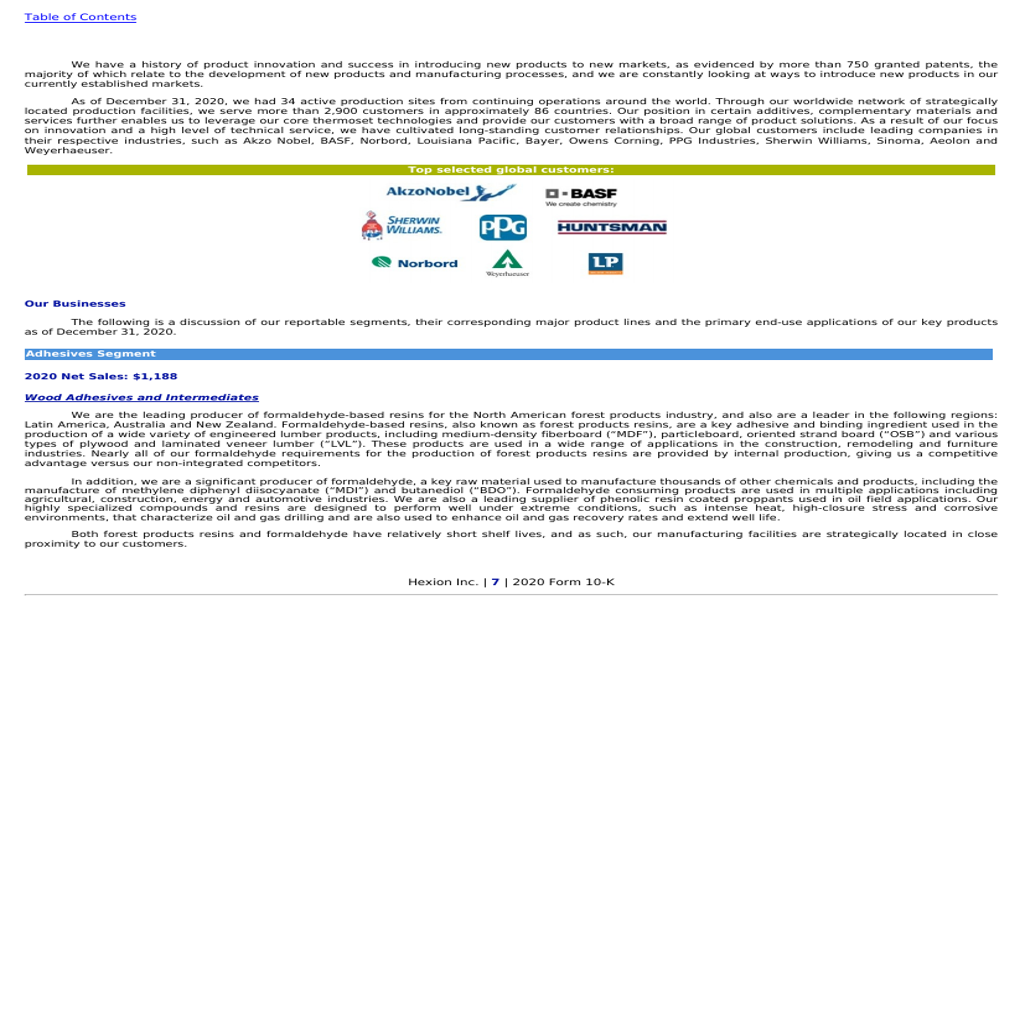 Table of Contents
We have a history of product innovation and success in introducing new products to new markets, as evidenced by more than 750 granted patents, the
majority of which relate to the development of new products and manufacturing processes, and we are constantly looking at ways to introduce new products in our
currently established markets.
As of December 31, 2020, we had 34 active production sites from continuing operations around the world. Through our worldwide network of strategically
located production facilities, we serve more than 2,900 customers in approximately 86 countries. Our position in certain additives, complementary materials and
services further enables us to leverage our core thermoset technologies and provide our customers with a broad range of product solutions. As a result of our focus
on innovation and a high level of technical service, we have cultivated long-standing customer relationships. Our global customers include leading companies in
their respective industries, such as Akzo Nobel, BASF, Norbord, Louisiana Pacific, Bayer, Owens Corning, PPG Industries, Sherwin Williams, Sinoma, Aeolon and
Weyerhaeuser.
Top selected global customers:
AkzoNobel
BASF
We create chemistry
SHERWIN
WILLIAMS.
PPG
HUNTSMAN
Norbord
Weyerhaeuser
LP
Our Businesses
The following is a discussion of our reportable segments, their corresponding major product lines and the primary end-use applications of our key products
as of December 31, 2020.
Adhesives Segment
2020 Net Sales: $1,188
Wood Adhesives and Intermediates
We are the leading producer of formaldehyde-based resins for the North American forest products industry, and also are a leader in the following regions:
Latin America, Australia and New Zealand. Formaldehyde-based resins, also known as forest products resins, are a key adhesive and binding ingredient used in the
production of a wide variety of engineered lumber products, including medium-density fiberboard (“MDF”), particleboard, oriented strand board (“OSB”) and various
types of plywood and laminated veneer lumber (“LVL”). These products are used in a wide range of applications in the construction, remodeling and furniture
industries. Nearly all of our formaldehyde requirements for the production of forest products resins are provided by internal production, giving us a competitive
advantage versus our non-integrated competitors.
In addition, we are a significant producer of formaldehyde, a key raw material used to manufacture thousands of other chemicals and products, including the
manufacture of methylene diphenyl diisocyanate (“MDI”) and butanediol (“BDO”). Formaldehyde consuming products are used in multiple applications including
agricultural, construction, energy and automotive industries. We are also a leading supplier of phenolic resin coated proppants used in oil field applications. Our
highly specialized compounds and resins are designed to perform well under extreme conditions, such as intense heat, high-closure stress and corrosive
environments, that characterize oil and gas drilling and are also used to enhance oil and gas recovery rates and extend well life.
Both forest products resins and formaldehyde have relatively short shelf lives, and as such, our manufacturing facilities are strategically located in close
proximity to our customers.
Hexion Inc. | 7 | 2020 Form 10-K